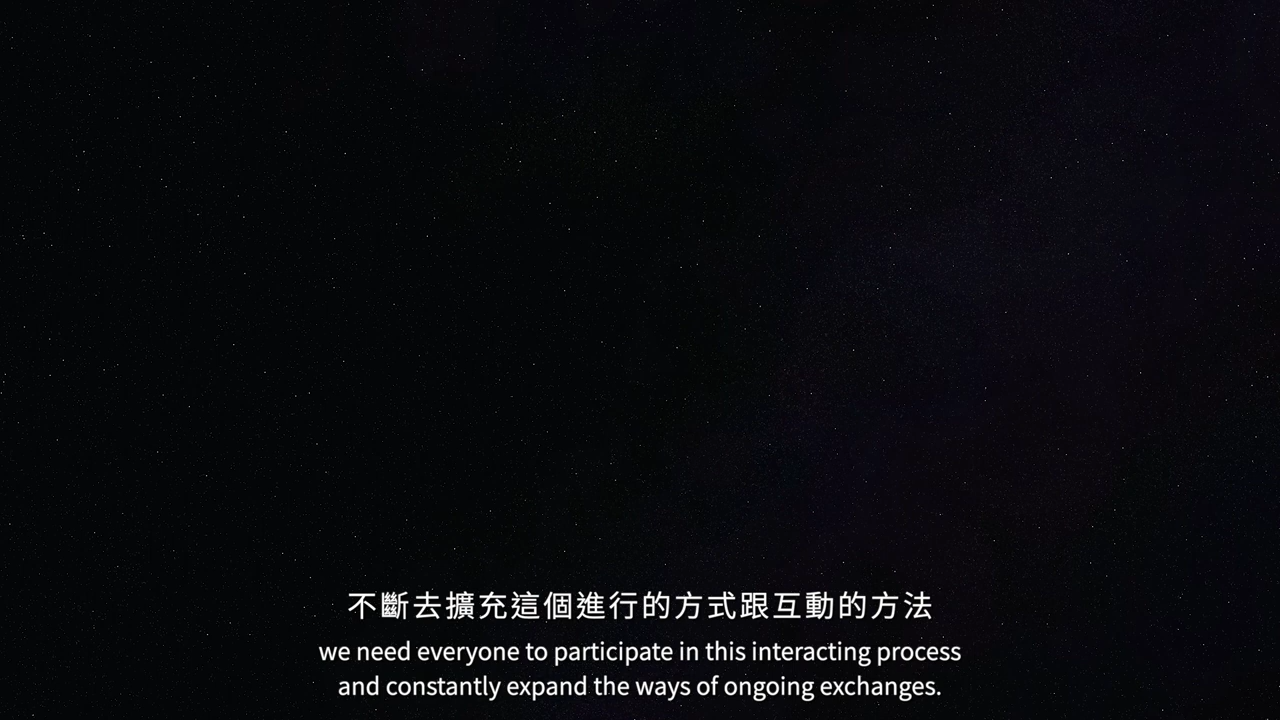 不斷去擴充這個進行的方式跟互動的方法
we need everyone to participate in this interacting process
and constantly expand the ways of ongoing exchanges.